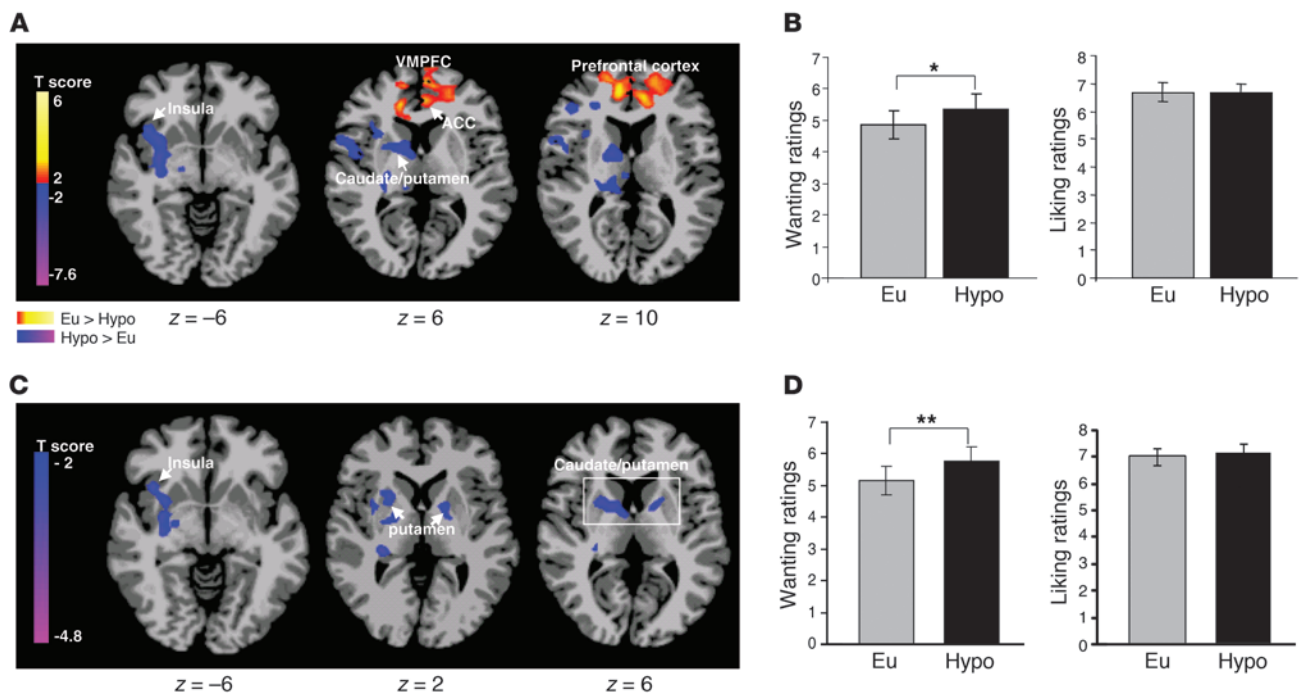 A
T score
6
2
-2
-7.6
Insula
VMPFC
ACC
Caudate/putamen
Prefrontal cortex
Eu > Hypo
Hypo > Eu
z = –6
z = 6
z = 10
B
Wanting ratings
7
6
5
4
3
2
1
0
*
Eu
Hypo
Liking ratings
8
7
6
5
4
3
2
1
0
Eu
Hypo
C
T score
- 2
-4.8
Insula
putamen
Caudate/putamen
z = –6
z = 2
z = 6
D
Wanting ratings
7
6
5
4
3
2
1
0
**
Eu
Hypo
Liking ratings
8
7
6
5
4
3
2
1
0
Eu
Hypo